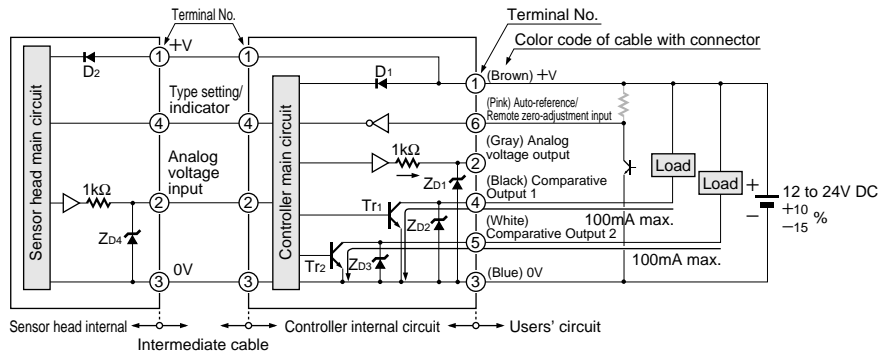 Terminal No.
Terminal No.
Color code of cable with connector
+V
1
1
D2
D1
1
(Brown) +V
Type setting/
indicator
4
4
6
(Pink) Auto-reference/
Remote zero-adjustment input
Sensor head main circuit
Controller main circuit
Analog
voltage
input
1kΩ
1kΩ
2
2
2
(Gray) Analog
voltage output
ZD1
ZD4
Tr1
ZD2
4
(Black) Comparative
Output 1
100mA max.
Load
Load
+
−
12 to 24V DC
+10
−15 %
Tr2
ZD3
5
(White)
Comparative Output 2
100mA max.
0V
3
3
3
(Blue) 0V
Sensor head internal
Intermediate cable
Controller internal circuit
Users' circuit